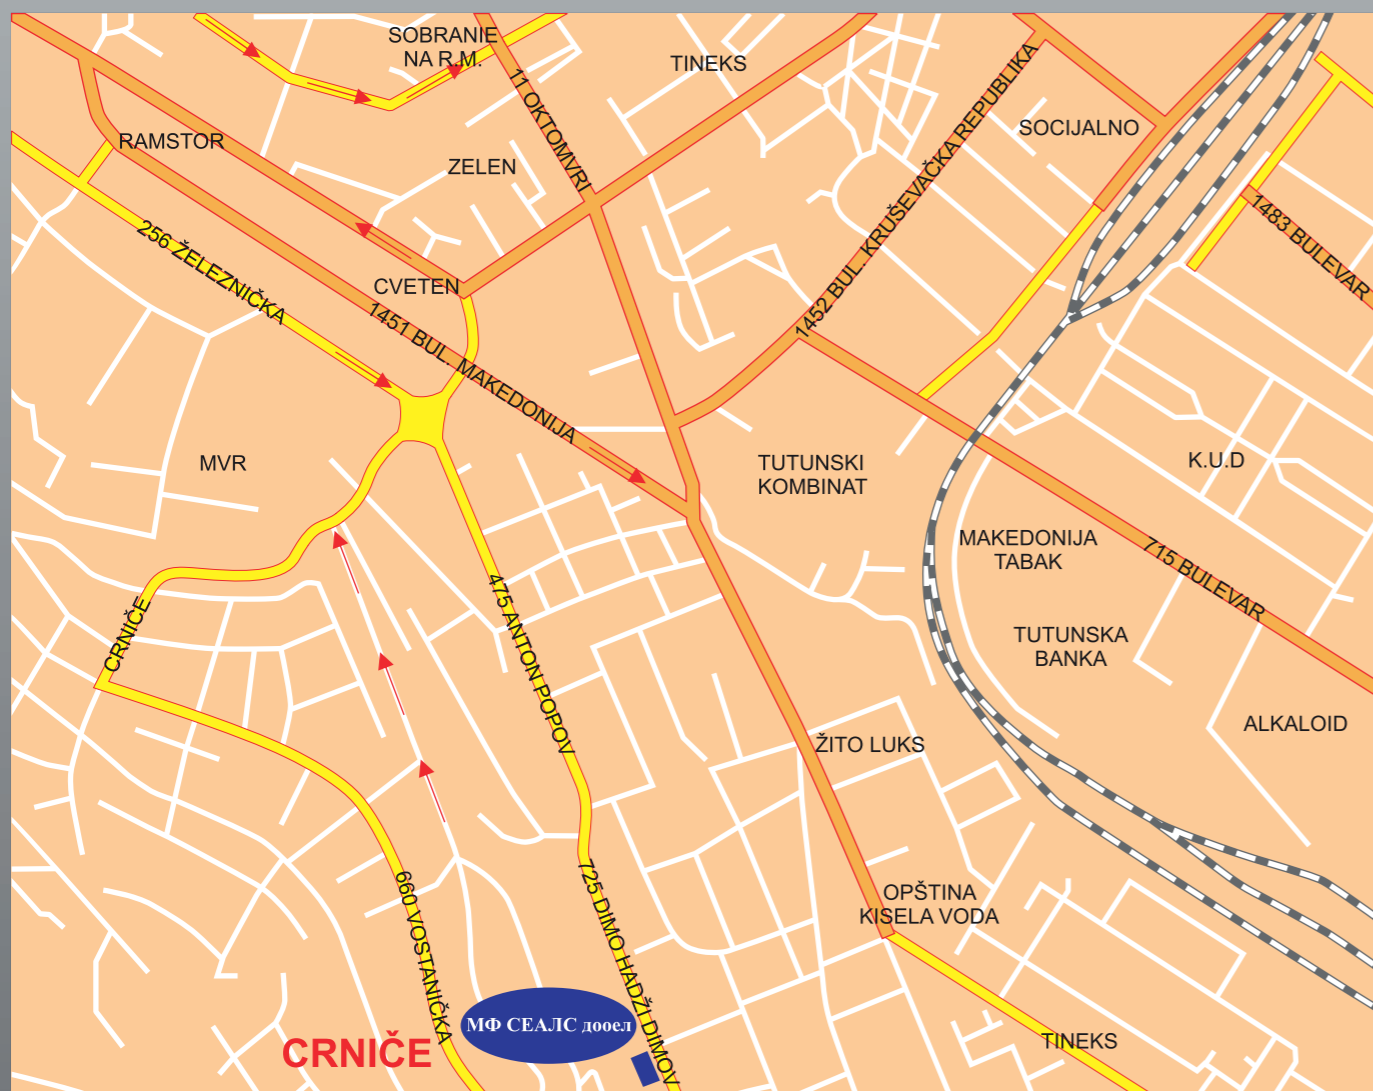 SOBRANIE
NA R.M.
TINEKS
11 OKTOMVRI
1452 BUL. KRUŠEVAČKA REPUBLIKA
SOCIJALNO
RAMSTOR
ZELEN
1483 BULEVAR
256 ŽELEZNIČKA
CVETEN
1451 BUL. MAKEDONIJA
MVR
TUTUNSKI
KOMBINAT
K.U.D
MAKEDONIJA
TABAK
715 BULEVAR
CRNIČE
475 ANTON POPOV
TUTUNSKA
BANKA
ALKALOID
ŽITO LUKS
660 VOSTANIČKA
725 DIMO HADŽI DIMOV
OPŠTINA
KISELA VODA
МФ СЕАЛС дооел
CRNIČE
TINEKS